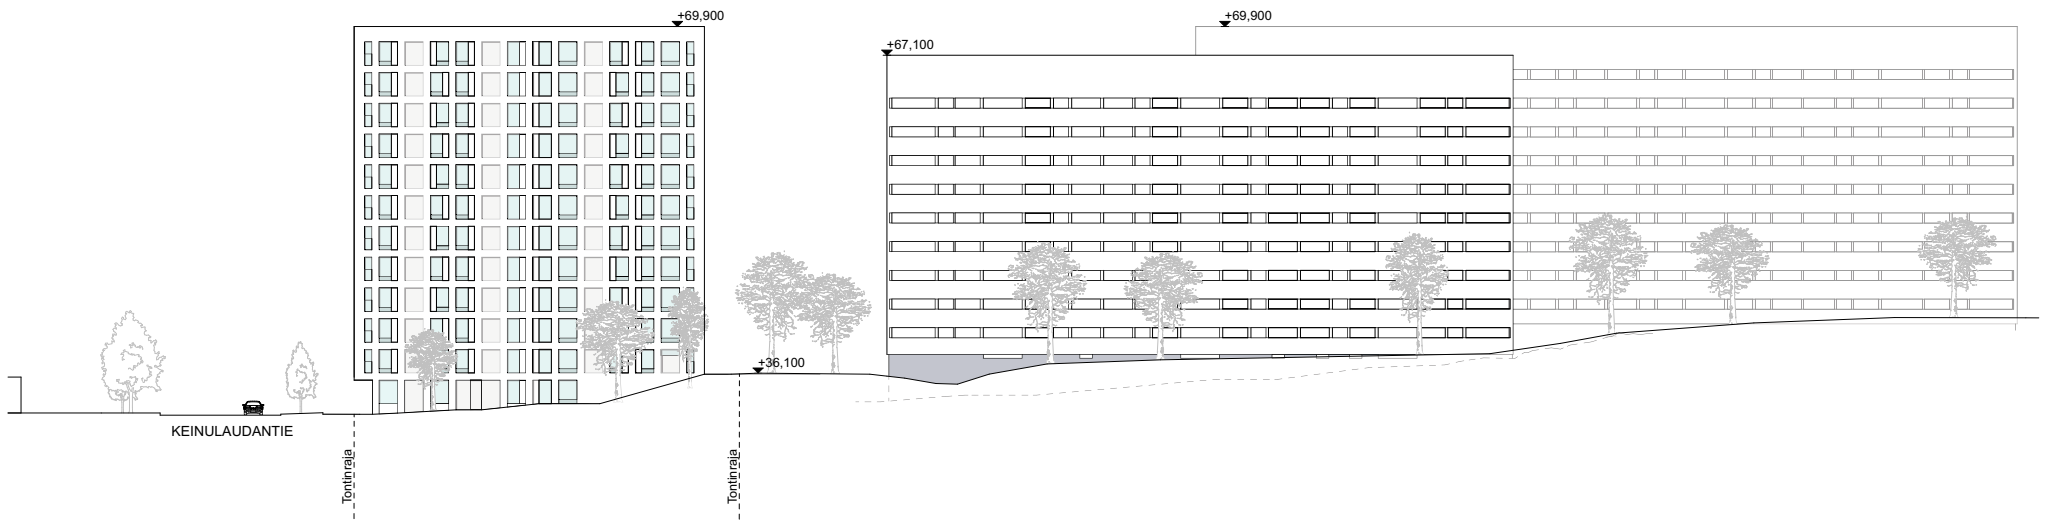 +69,900
+69,900
+67,100
+36,100
KEINULAUDANTIE
Tontinraja
Tontinraja